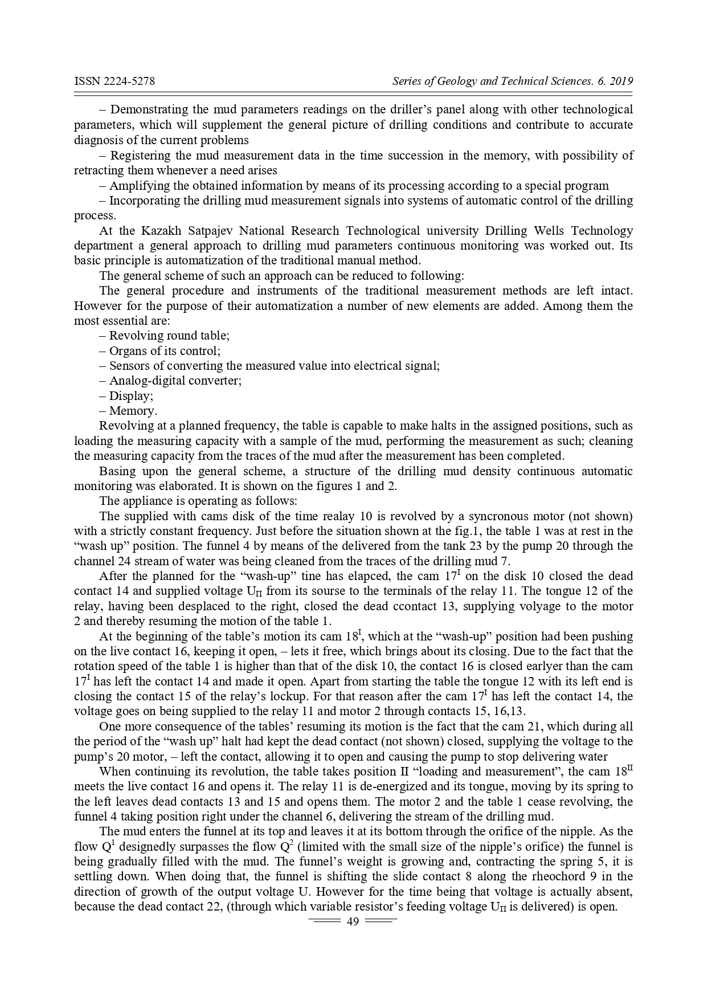 ISSN 2224-5278 Series of Geology and Technical Sciences. 6. 2019
– Demonstrating the mud parameters readings on the driller’s panel along with other technological
parameters, which will supplement the general picture of drilling conditions and contribute to accurate
diagnosis of the current problems
– Registering the mud measurement data in the time succession in the memory, with possibility of
retracting them whenever a need arises
– Amplifying the obtained information by means of its processing according to a special program
– Incorporating the drilling mud measurement signals into systems of automatic control of the drilling
process.
At the Kazakh Satpajev National Research Technological university Drilling Wells Technology
department a general approach to drilling mud parameters continuous monitoring was worked out. Its
basic principle is automatization of the traditional manual method.
The general scheme of such an approach can be reduced to following:
The general procedure and instruments of the traditional measurement methods are left intact.
However for the purpose of their automatization a number of new elements are added. Among them the
most essential are:
– Revolving round table;
– Organs of its control;
– Sensors of converting the measured value into electrical signal;
– Analog-digital converter;
– Display;
– Memory.
Revolving at a planned frequency, the table is capable to make halts in the assigned positions, such as
loading the measuring capacity with a sample of the mud, performing the measurement as such; cleaning
the measuring capacity from the traces of the mud after the measurement has been completed.
Basing upon the general scheme, a structure of the drilling mud density continuous automatic
monitoring was elaborated. It is shown on the figures 1 and 2.
The appliance is operating as follows:
The supplied with cams disk of the time realay 10 is revolved by a syncronous motor (not shown)
with a strictly constant frequency. Just before the situation shown at the fig.1, the table 1 was at rest in the
“wash up” position. The funnel 4 by means of the delivered from the tank 23 by the pump 20 through the
channel 24 stream of water was being cleaned from the traces of the drilling mud 7.
After the planned for the “wash-up” tine has elapced, the cam 17ᴵ on the disk 10 closed the dead
contact 14 and supplied voltage UП from its sourse to the terminals of the relay 11. The tongue 12 of the
relay, having been desplaced to the right, closed the dead ccontact 13, supplying volyage to the motor
2 and thereby resuming the motion of the table 1.
At the beginning of the table’s motion its cam 18ᴵ, which at the “wash-up” position had been pushing
on the live contact 16, keeping it open, – lets it free, which brings about its closing. Due to the fact that the
rotation speed of the table 1 is higher than that of the disk 10, the contact 16 is closed earlyer than the cam
17ᴵ has left the contact 14 and made it open. Apart from starting the table the tongue 12 with its left end is
closing the contact 15 of the relay’s lockup. For that reason after the cam 17ᴵ has left the contact 14, the
voltage goes on being supplied to the relay 11 and motor 2 through contacts 15, 16,13.
One more consequence of the tables’ resuming its motion is the fact that the cam 21, which during all
the period of the “wash up” halt had kept the dead contact (not shown) closed, supplying the voltage to the
pump’s 20 motor, – left the contact, allowing it to open and causing the pump to stop delivering water
When continuing its revolution, the table takes position II “loading and measurement”, the cam 18ᴵᴵ
meets the live contact 16 and opens it. The relay 11 is de-energized and its tongue, moving by its spring to
the left leaves dead contacts 13 and 15 and opens them. The motor 2 and the table 1 cease revolving, the
funnel 4 taking position right under the channel 6, delivering the stream of the drilling mud.
The mud enters the funnel at its top and leaves it at its bottom through the orifice of the nipple. As the
flow Q¹ designedly surpasses the flow Q² (limited with the small size of the nipple’s orifice) the funnel is
being gradually filled with the mud. The funnel’s weight is growing and, contracting the spring 5, it is
settling down. When doing that, the funnel is shifting the slide contact 8 along the rheochord 9 in the
direction of growth of the output voltage U. However for the time being that voltage is actually absent,
because the dead contact 22, (through which variable resistor’s feeding voltage UП is delivered) is open.
49